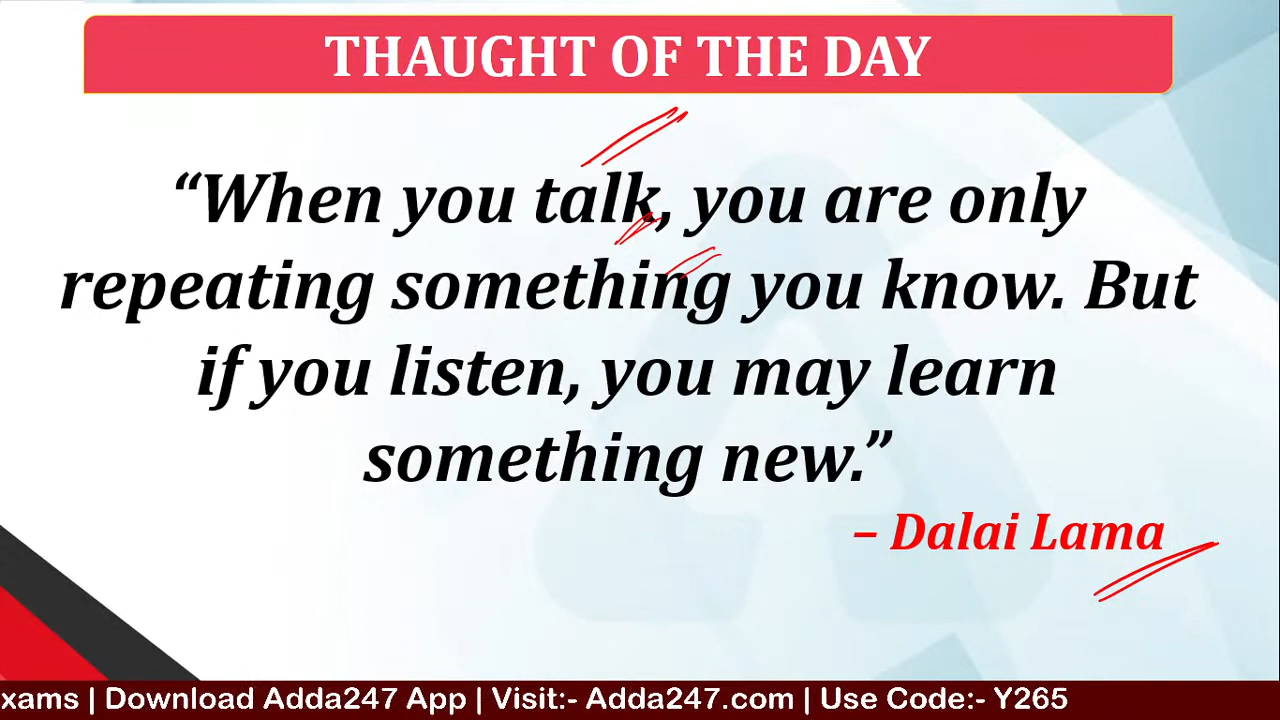 THAUGHT OF THE DAY
“When you talk, you are only
repeating something you know. But
if you listen, you may learn
something new.”
– Dalai Lama
xams | Download Adda247 App | Visit:- Adda247.com | Use Code:- Y265